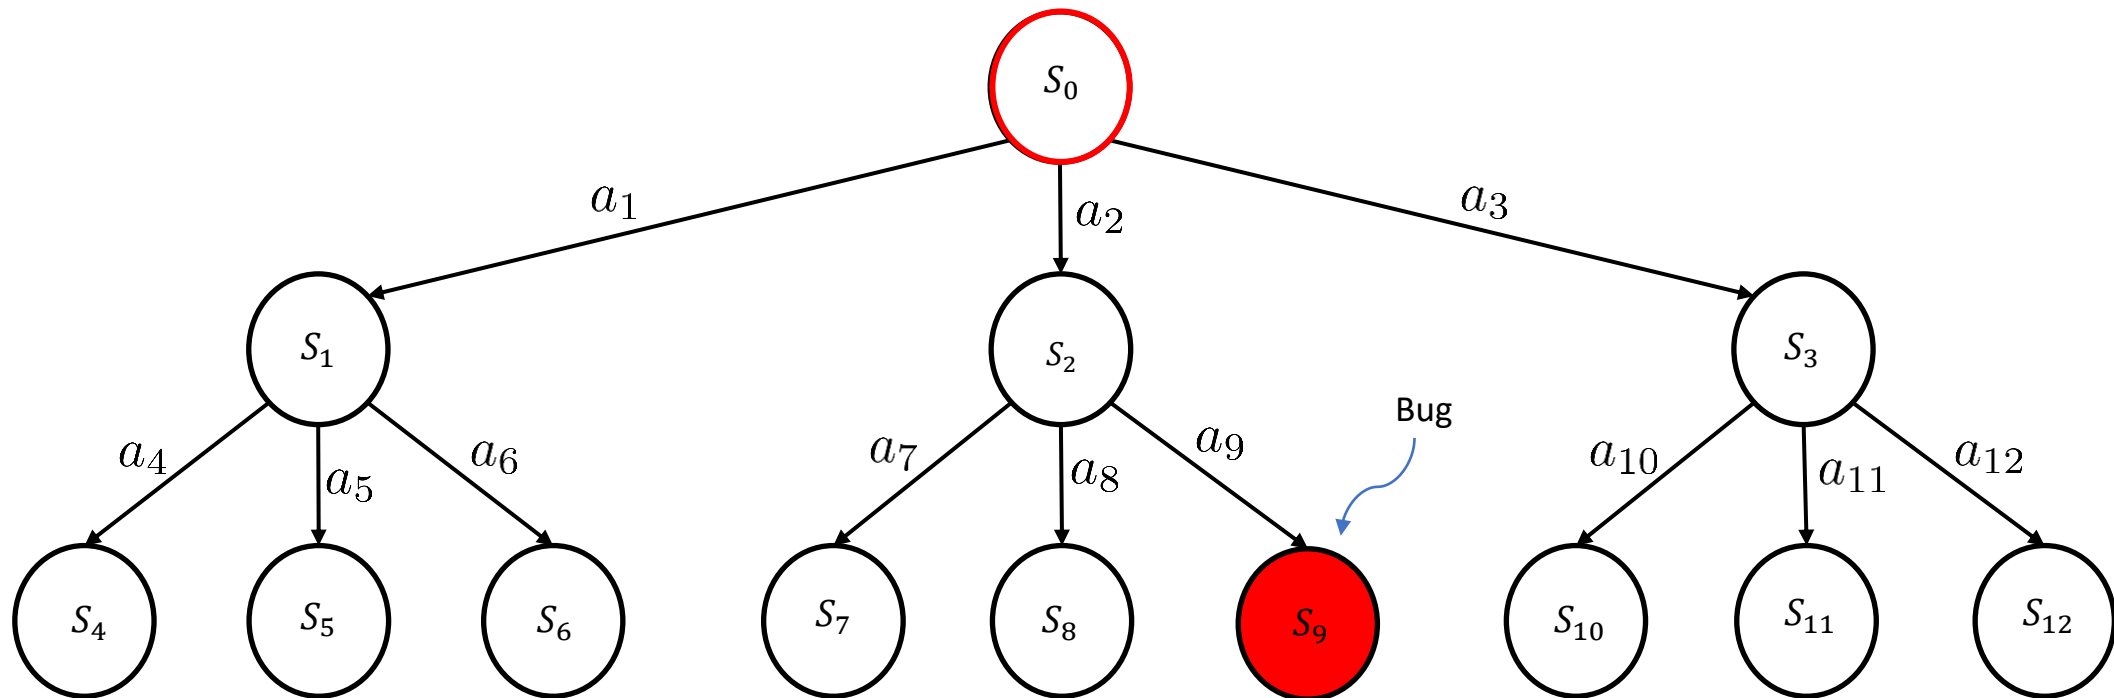 S₀
a₁
a₂
a₃
S₁
S₂
S₃
Bug
a₄
a₅
a₆
a₇
a₈
a₉
a₁₀
a₁₁
a₁₂
S₄
S₅
S₆
S₇
S₈
S₉
S₁₀
S₁₁
S₁₂